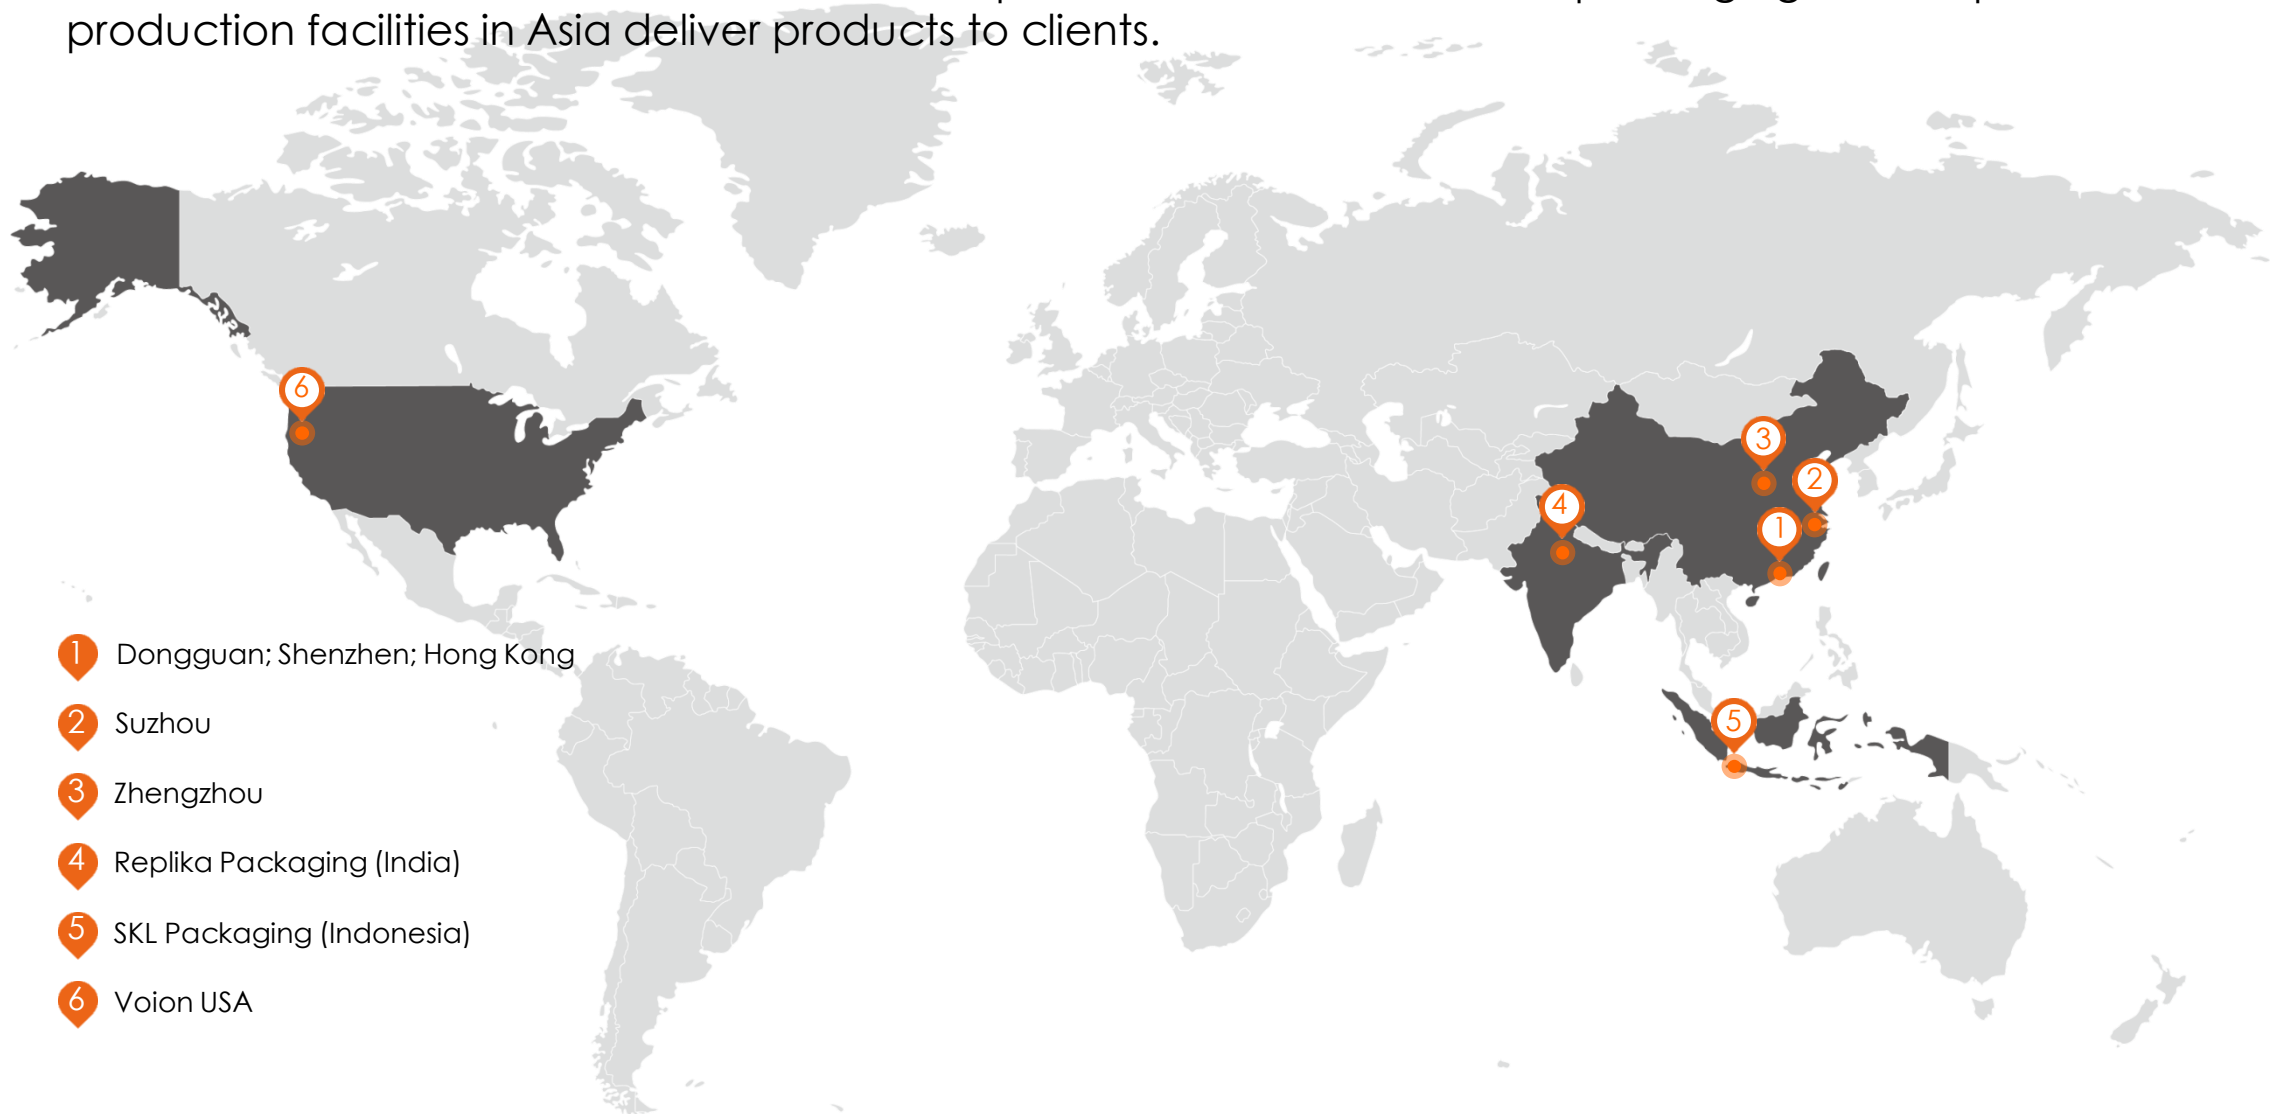 production facilities in Asia deliver products to clients.
6
3
2
4
1
5
1 Dongguan; Shenzhen; Hong Kong
2 Suzhou
3 Zhengzhou
4 Replika Packaging (India)
5 SKL Packaging (Indonesia)
6 Voion USA